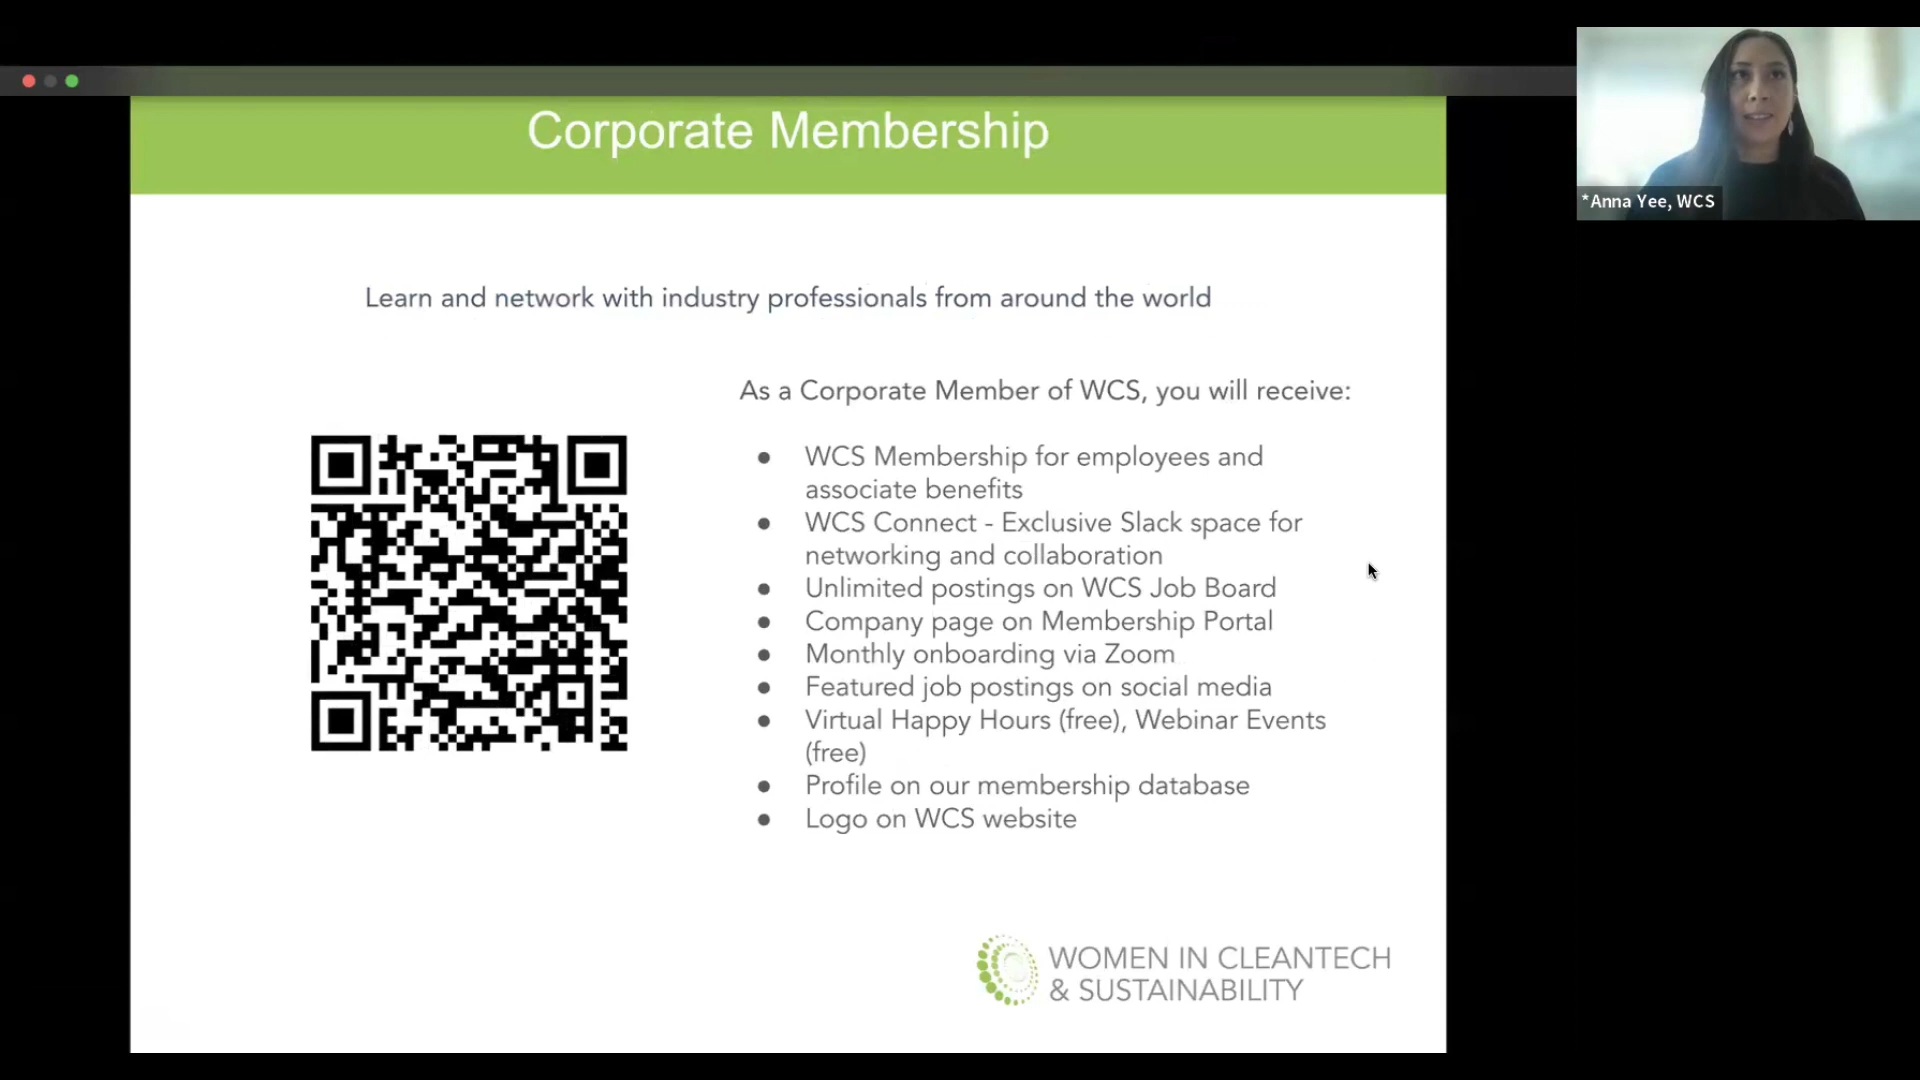 Corporate Membership
*Anna Yee, WCS
Learn and network with industry professionals from around the world
As a Corporate Member of WCS, you will receive:
● WCS Membership for employees and
associate benefits
● WCS Connect - Exclusive Slack space for
networking and collaboration
● Unlimited postings on WCS Job Board
● Company page on Membership Portal
● Monthly onboarding via Zoom
● Featured job postings on social media
● Virtual Happy Hours (free), Webinar Events
(free)
● Profile on our membership database
● Logo on WCS website
WOMEN IN CLEANTECH
& SUSTAINABILITY